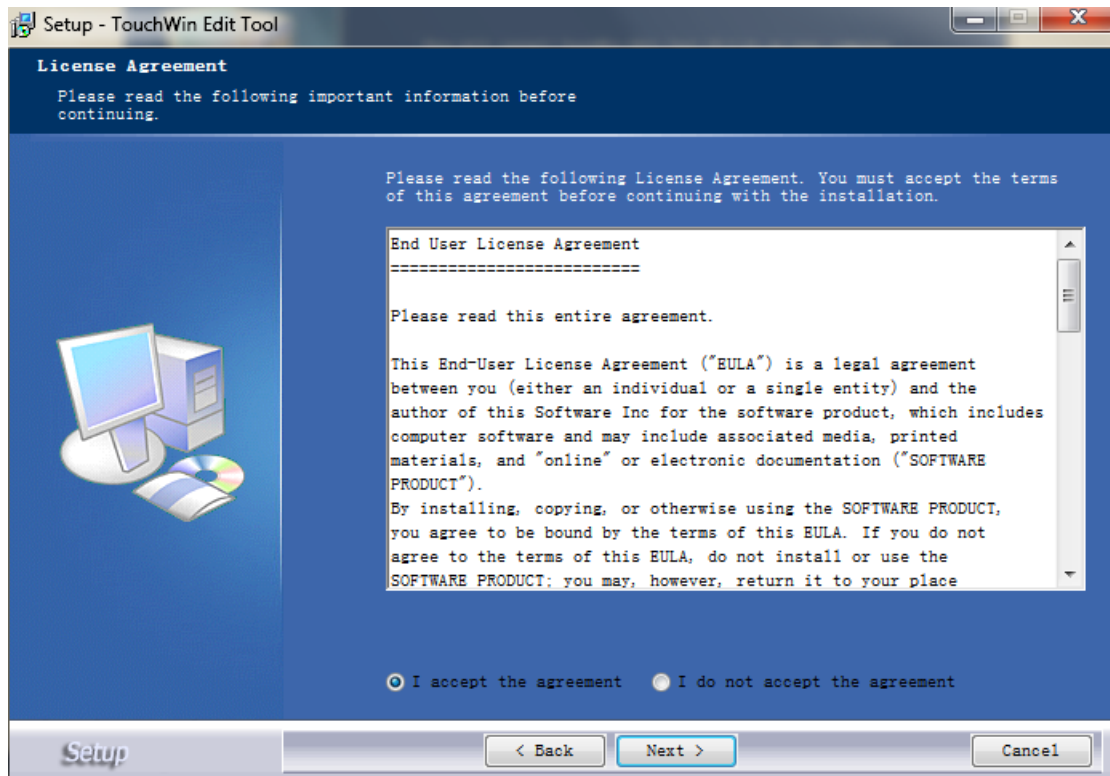 Setup - TouchWin Edit Tool
License Agreement
Please read the following important information before
continuing.
Please read the following License Agreement. You must accept the terms
of this agreement before continuing with the installation.
End User License Agreement
==========================
Please read this entire agreement.
This End-User License Agreement ("EULA") is a legal agreement
between you (either an individual or a single entity) and the
author of this Software Inc for the software product, which includes
computer software and may include associated media, printed
materials, and "online" or electronic documentation ("SOFTWARE
PRODUCT").
By installing, copying, or otherwise using the SOFTWARE PRODUCT,
you agree to be bound by the terms of this EULA. If you do not
agree to the terms of this EULA, do not install or use the
SOFTWARE PRODUCT; you may, however, return it to your place
I accept the agreement
I do not accept the agreement
Setup
< Back
Next >
Cancel